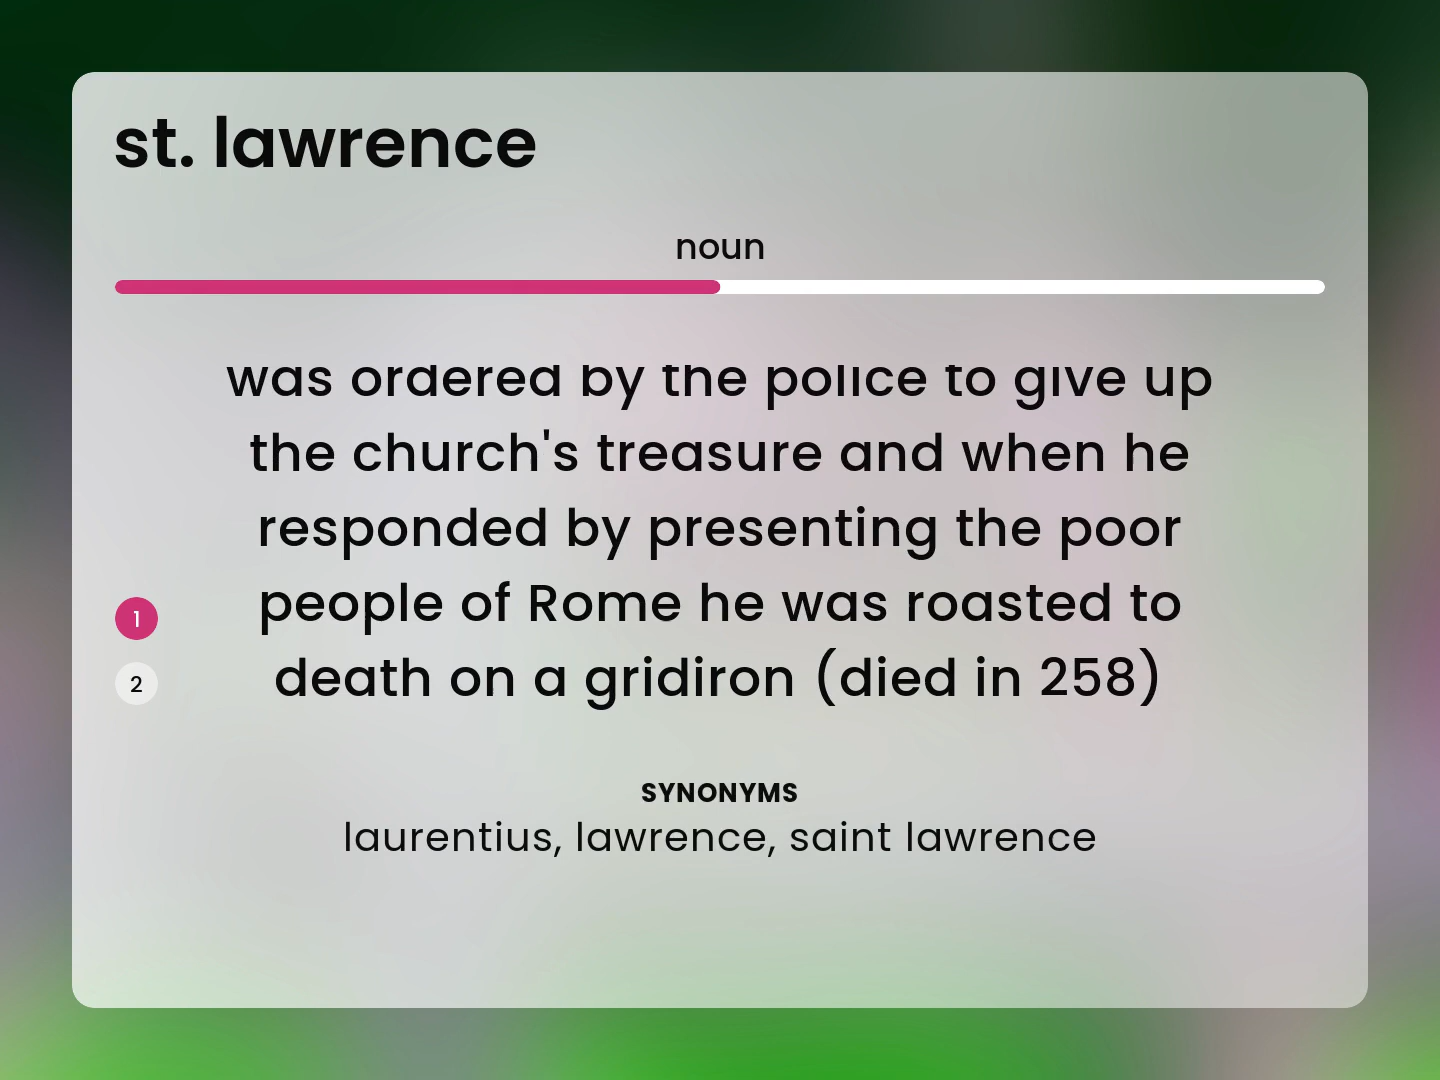 st. lawrence
noun
was ordered by the police to give up
the church's treasure and when he
responded by presenting the poor
people of Rome he was roasted to
death on a gridiron (died in 258)
1
2
SYNONYMS
laurentius, lawrence, saint lawrence